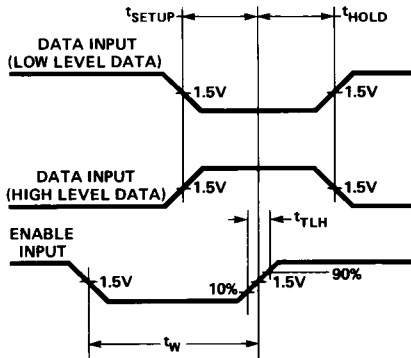 tSETUP tHOLD
DATA INPUT
(LOW LEVEL DATA)
1.5V 1.5V
DATA INPUT
(HIGH LEVEL DATA)
1.5V 1.5V
tTLH
ENABLE
INPUT
1.5V 10% 1.5V 90%
tW